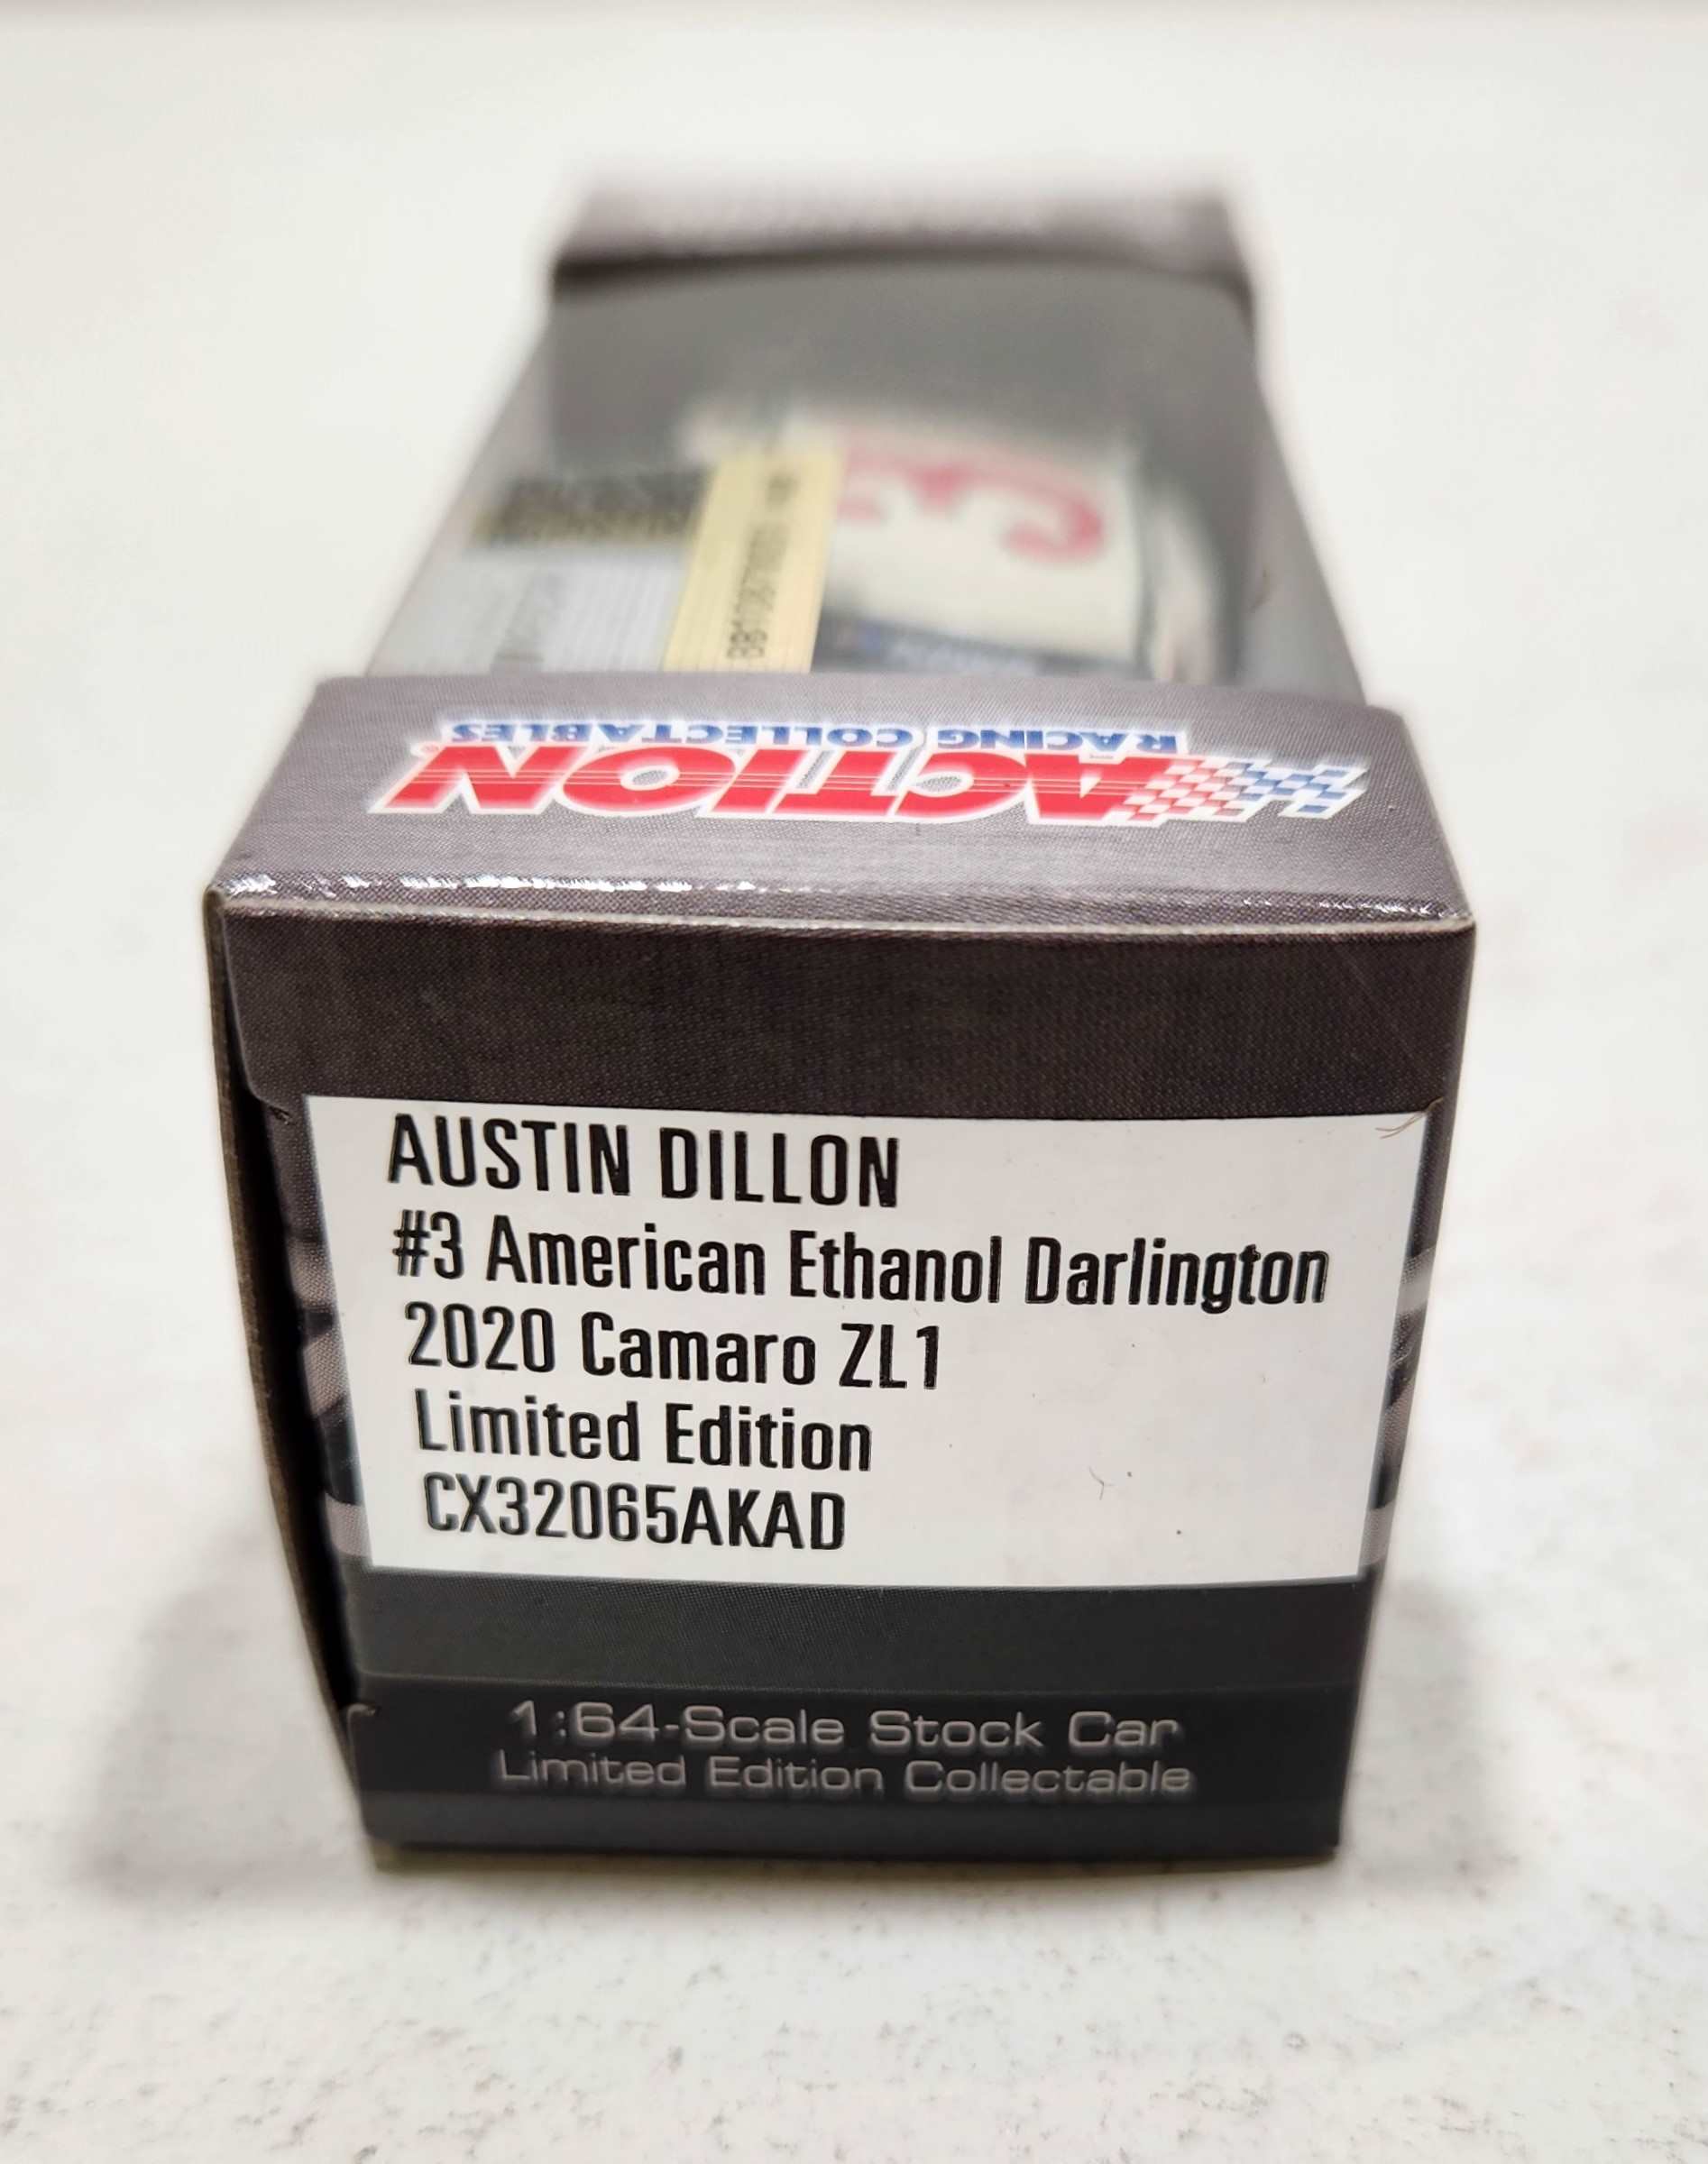 3
ACTION
RACING COLLECTABLES
AUSTIN DILLON
#3 American Ethanol Darlington
2020 Camaro ZL1
Limited Edition
CX32065AKAD
1:64-Scale Stock Car
Limited Edition Collectable